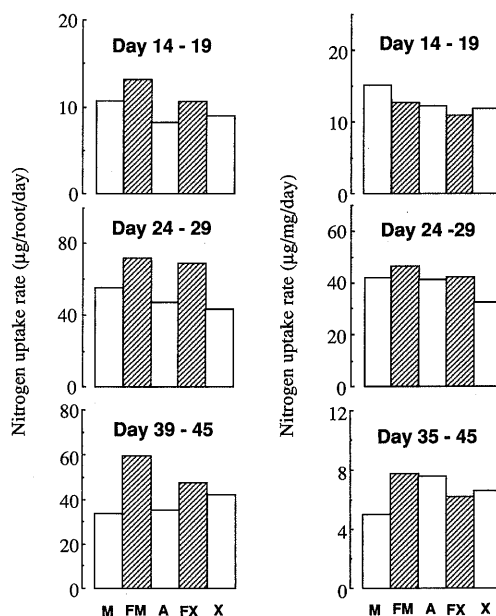 20
Day 14 - 19
10
0
80
Day 24 - 29
40
0
80
Day 39 - 45
60
40
20
0
M FM A FX X
Nitrogen uptake rate (µg/root/day)
20
Day 14 - 19
10
0
60
Day 24 -29
40
20
0
12
Day 35 - 45
8
4
0
M FM A FX X
Nitrogen uptake rate (µg/mg/day)